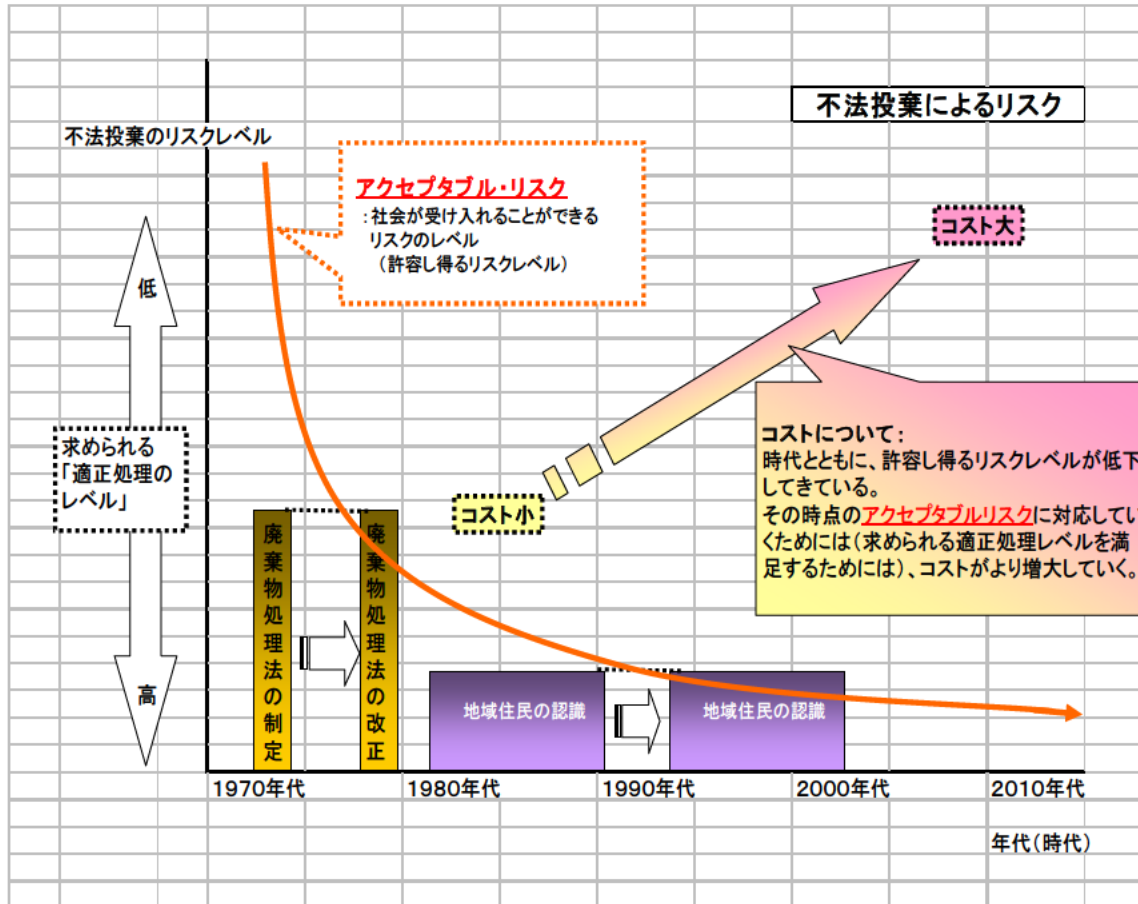 不法投棄によるリスク
不法投棄のリスクレベル
アクセプタブル・リスク
：社会が受け入れることができる
リスクのレベル
（許容し得るリスクレベル）
コスト大
低
求められる
「適正処理の
レベル」
高
コスト小
コストについて：
時代とともに、許容し得るリスクレベルが低下
してきている。
その時点のアクセプタブルリスクに対応してい
くためには（求められる適正処理レベルを満
足するためには）、コストがより増大していく。
廃棄物処理法の制定
廃棄物処理法の改正
地域住民の認識
地域住民の認識
1970年代
1980年代
1990年代
2000年代
2010年代
年代（時代）